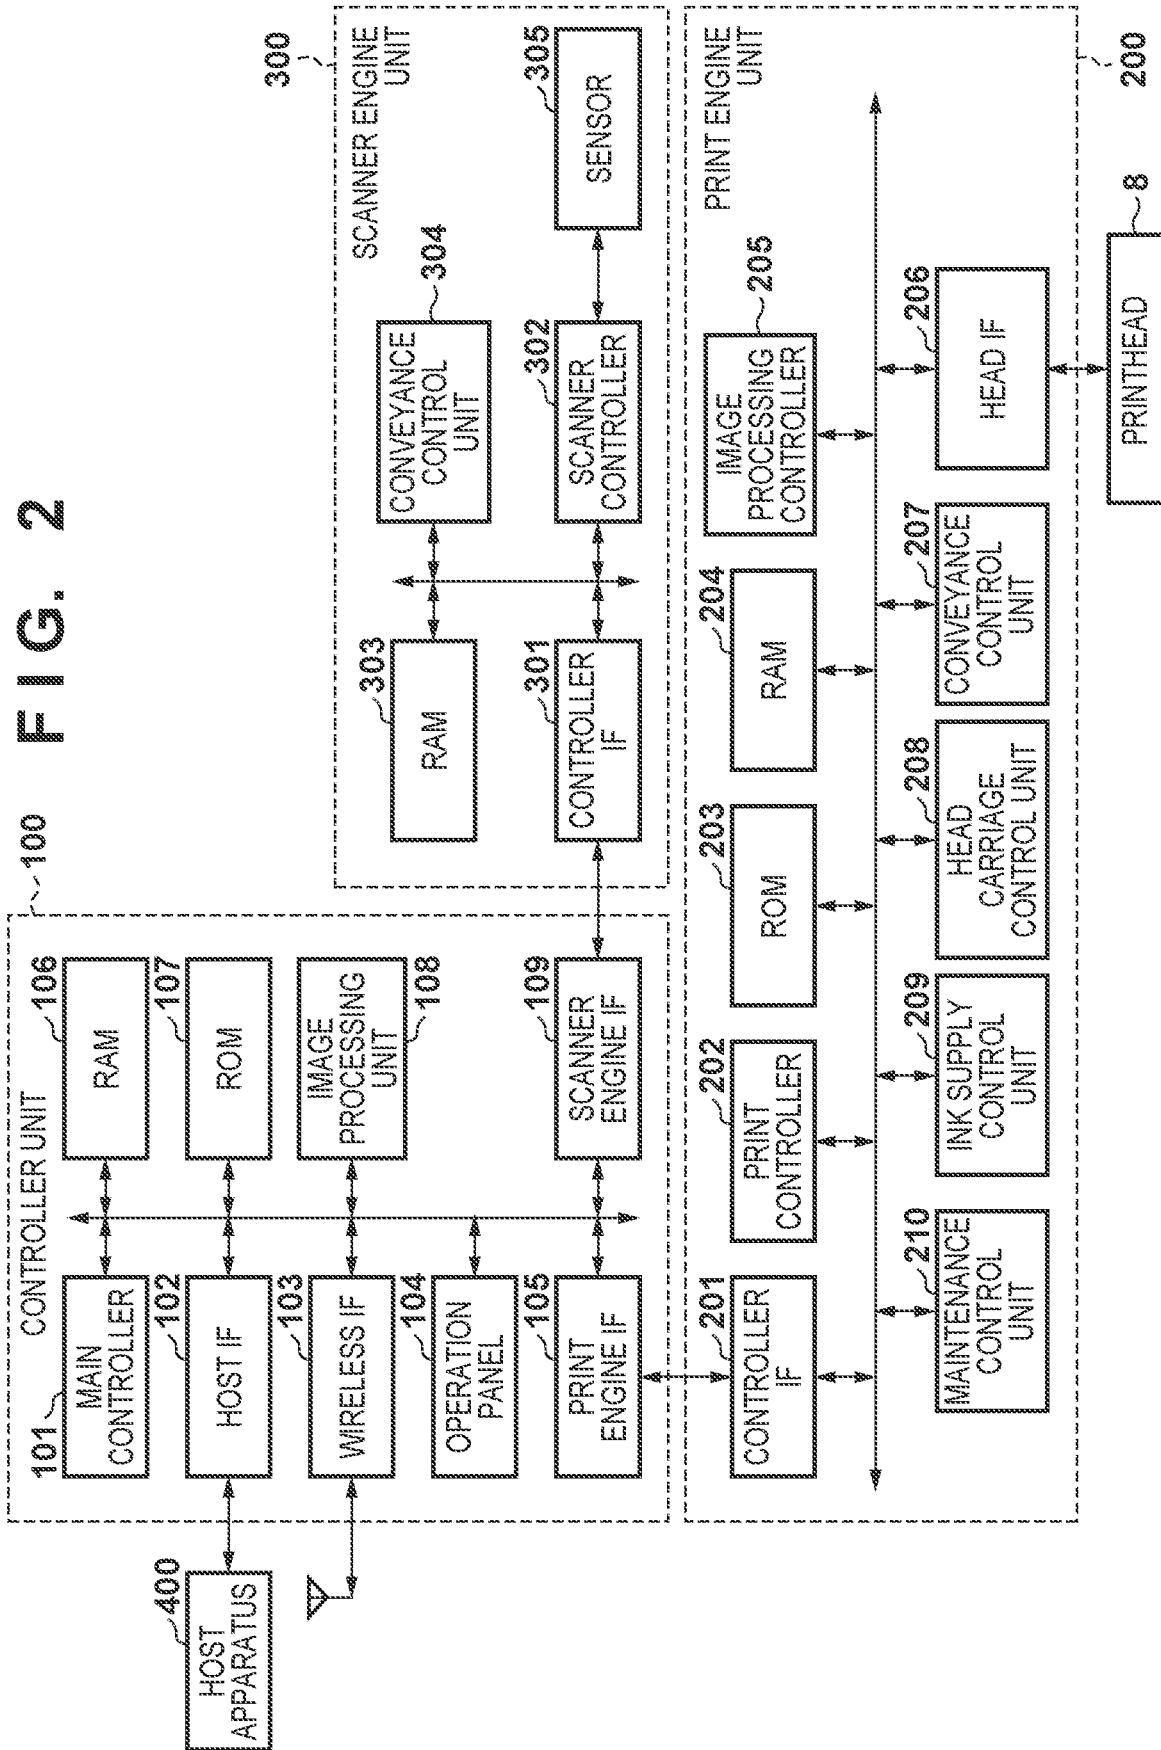 FIG. 2
100
CONTROLLER UNIT
101
MAIN
CONTROLLER
106
RAM
400
HOST
APPARATUS
102
HOST IF
107
ROM
103
WIRELESS IF
IMAGE
PROCESSING
UNIT
108
104
OPERATION
PANEL
105
PRINT
ENGINE IF
109
SCANNER
ENGINE IF
300
SCANNER ENGINE
UNIT
303
RAM
CONVEYANCE
CONTROL
UNIT
304
301
CONTROLLER
IF
302
SCANNER
CONTROLLER
305
SENSOR
PRINT ENGINE
UNIT
200
201
CONTROLLER
IF
202
PRINT
CONTROLLER
203
ROM
204
RAM
205
IMAGE
PROCESSING
CONTROLLER
210
MAINTENANCE
CONTROL
UNIT
209
INK SUPPLY
CONTROL
UNIT
208
HEAD
CARRIAGE
CONTROL UNIT
207
CONVEYANCE
CONTROL
UNIT
206
HEAD IF
8
PRINTHEAD